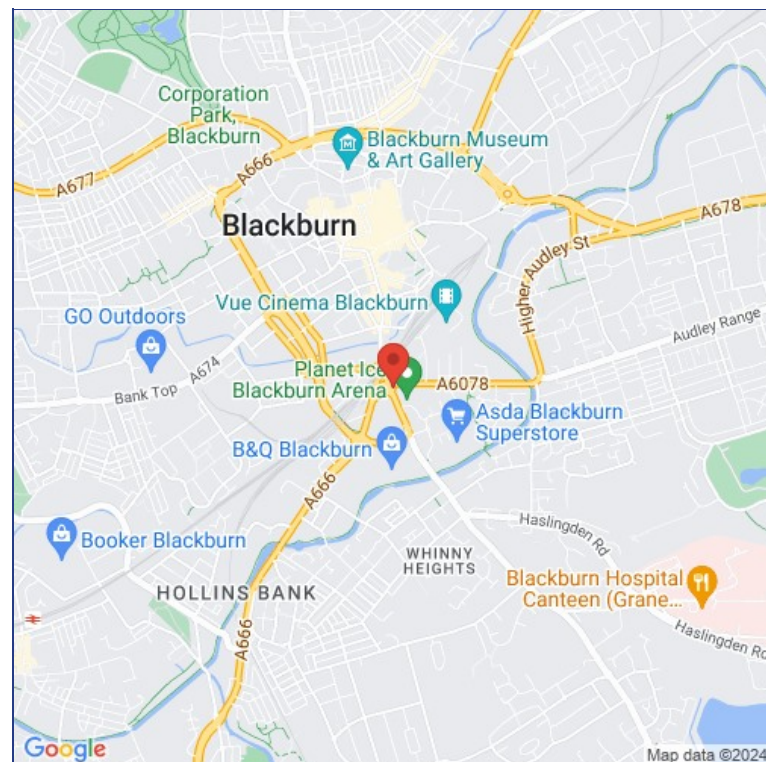 Corporation
Park,
Blackburn
A666
Blackburn Museum
& Art Gallery
A677
A678
Blackburn
Higher Audley St
Vue Cinema Blackburn
GO Outdoors
Audley Range
A674
Bank Top
Planet Ice
Blackburn Arena
A6078
Asda Blackburn
Superstore
B&Q Blackburn
A666
Haslingden Rd
Booker Blackburn
WHINNY
HEIGHTS
Blackburn Hospital
Canteen (Grane...
HOLLINS BANK
A666
Haslingden Rd
Google
Map data ©2024